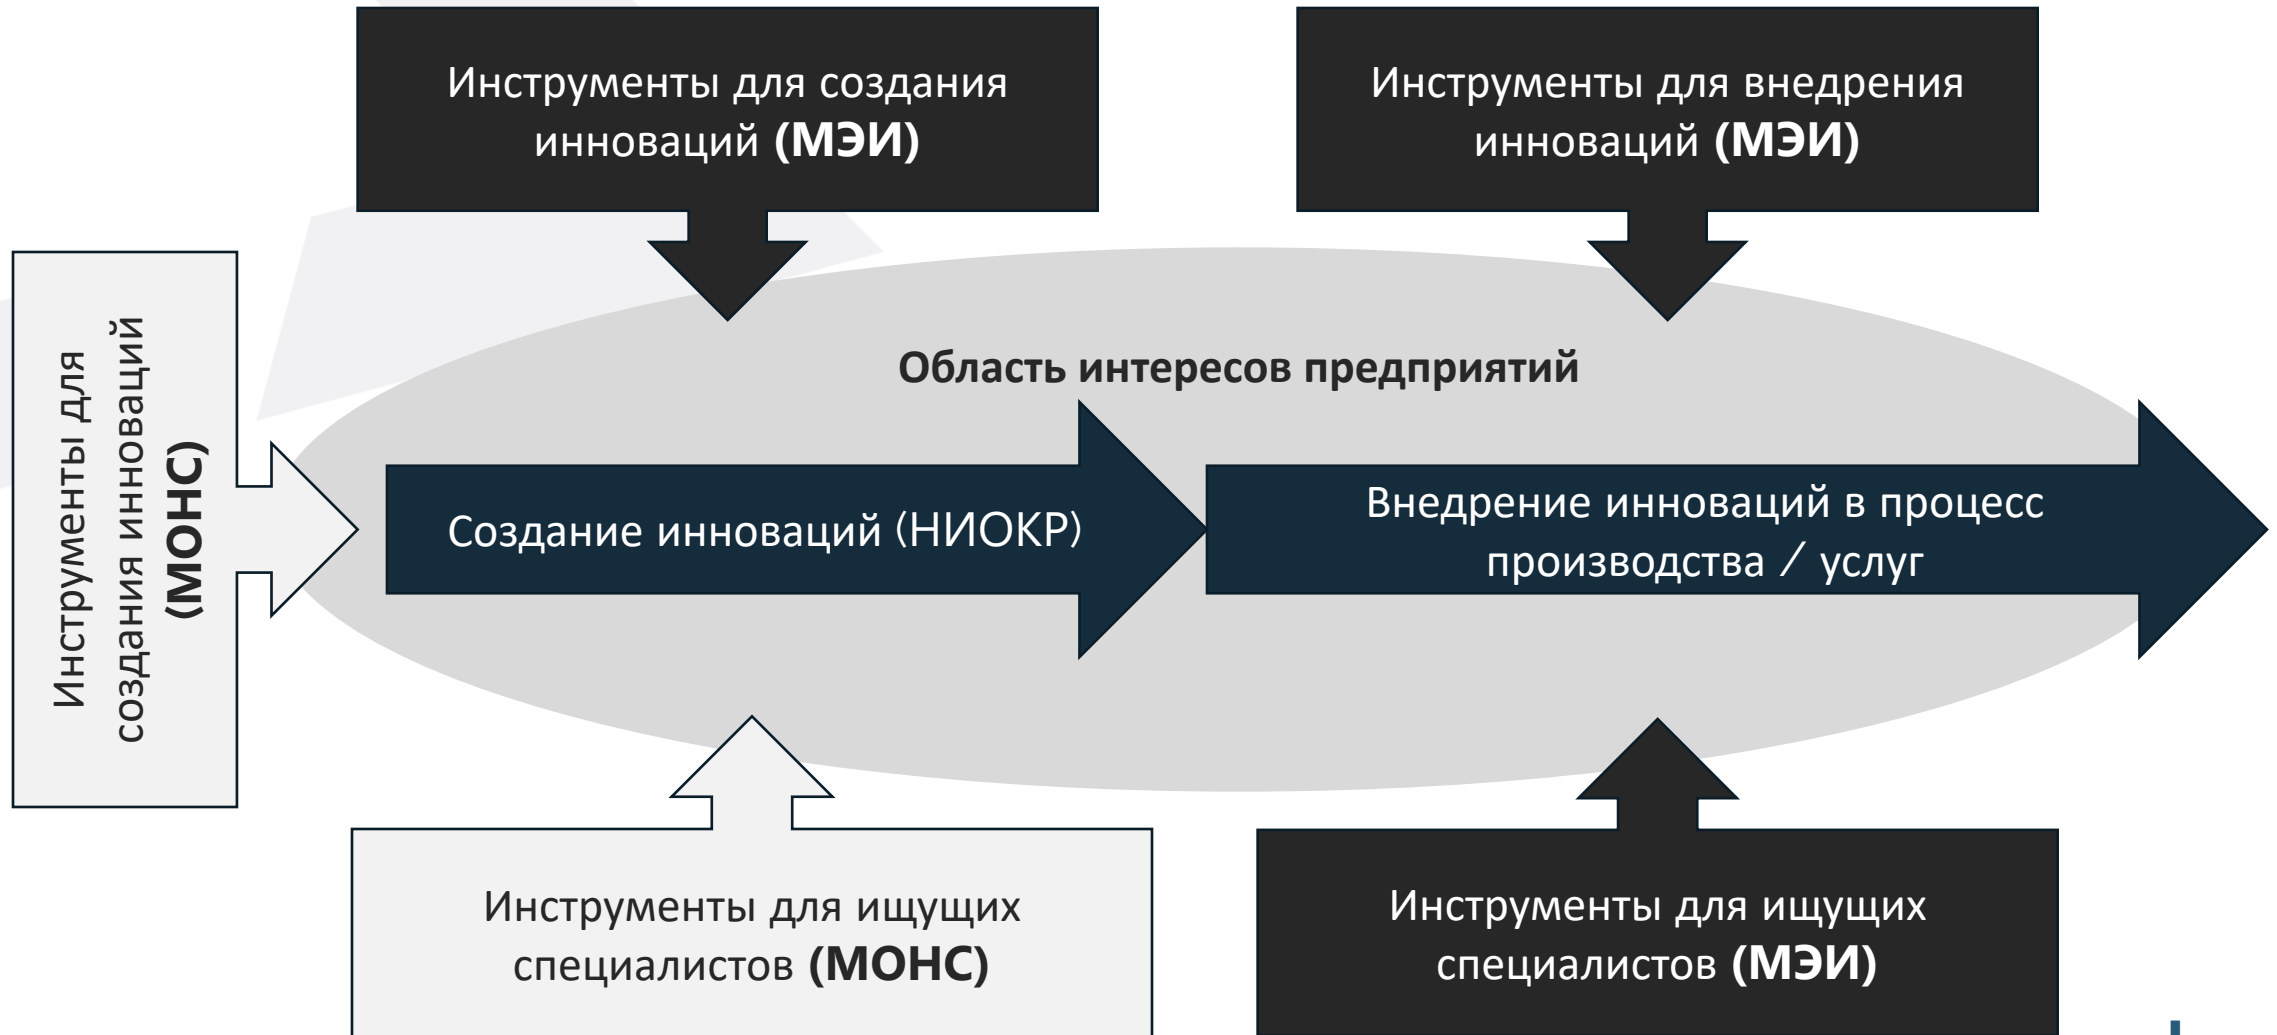 Инструменты для создания
инноваций (МЭИ)
Инструменты для внедрения
инноваций (МЭИ)
Инструменты для
создания инноваций
(МОНС)
Область интересов предприятий
Создание инноваций (НИОКР)
Внедрение инноваций в процесс
производства / услуг
Инструменты для ищущих
специалистов (МОНС)
Инструменты для ищущих
специалистов (МЭИ)